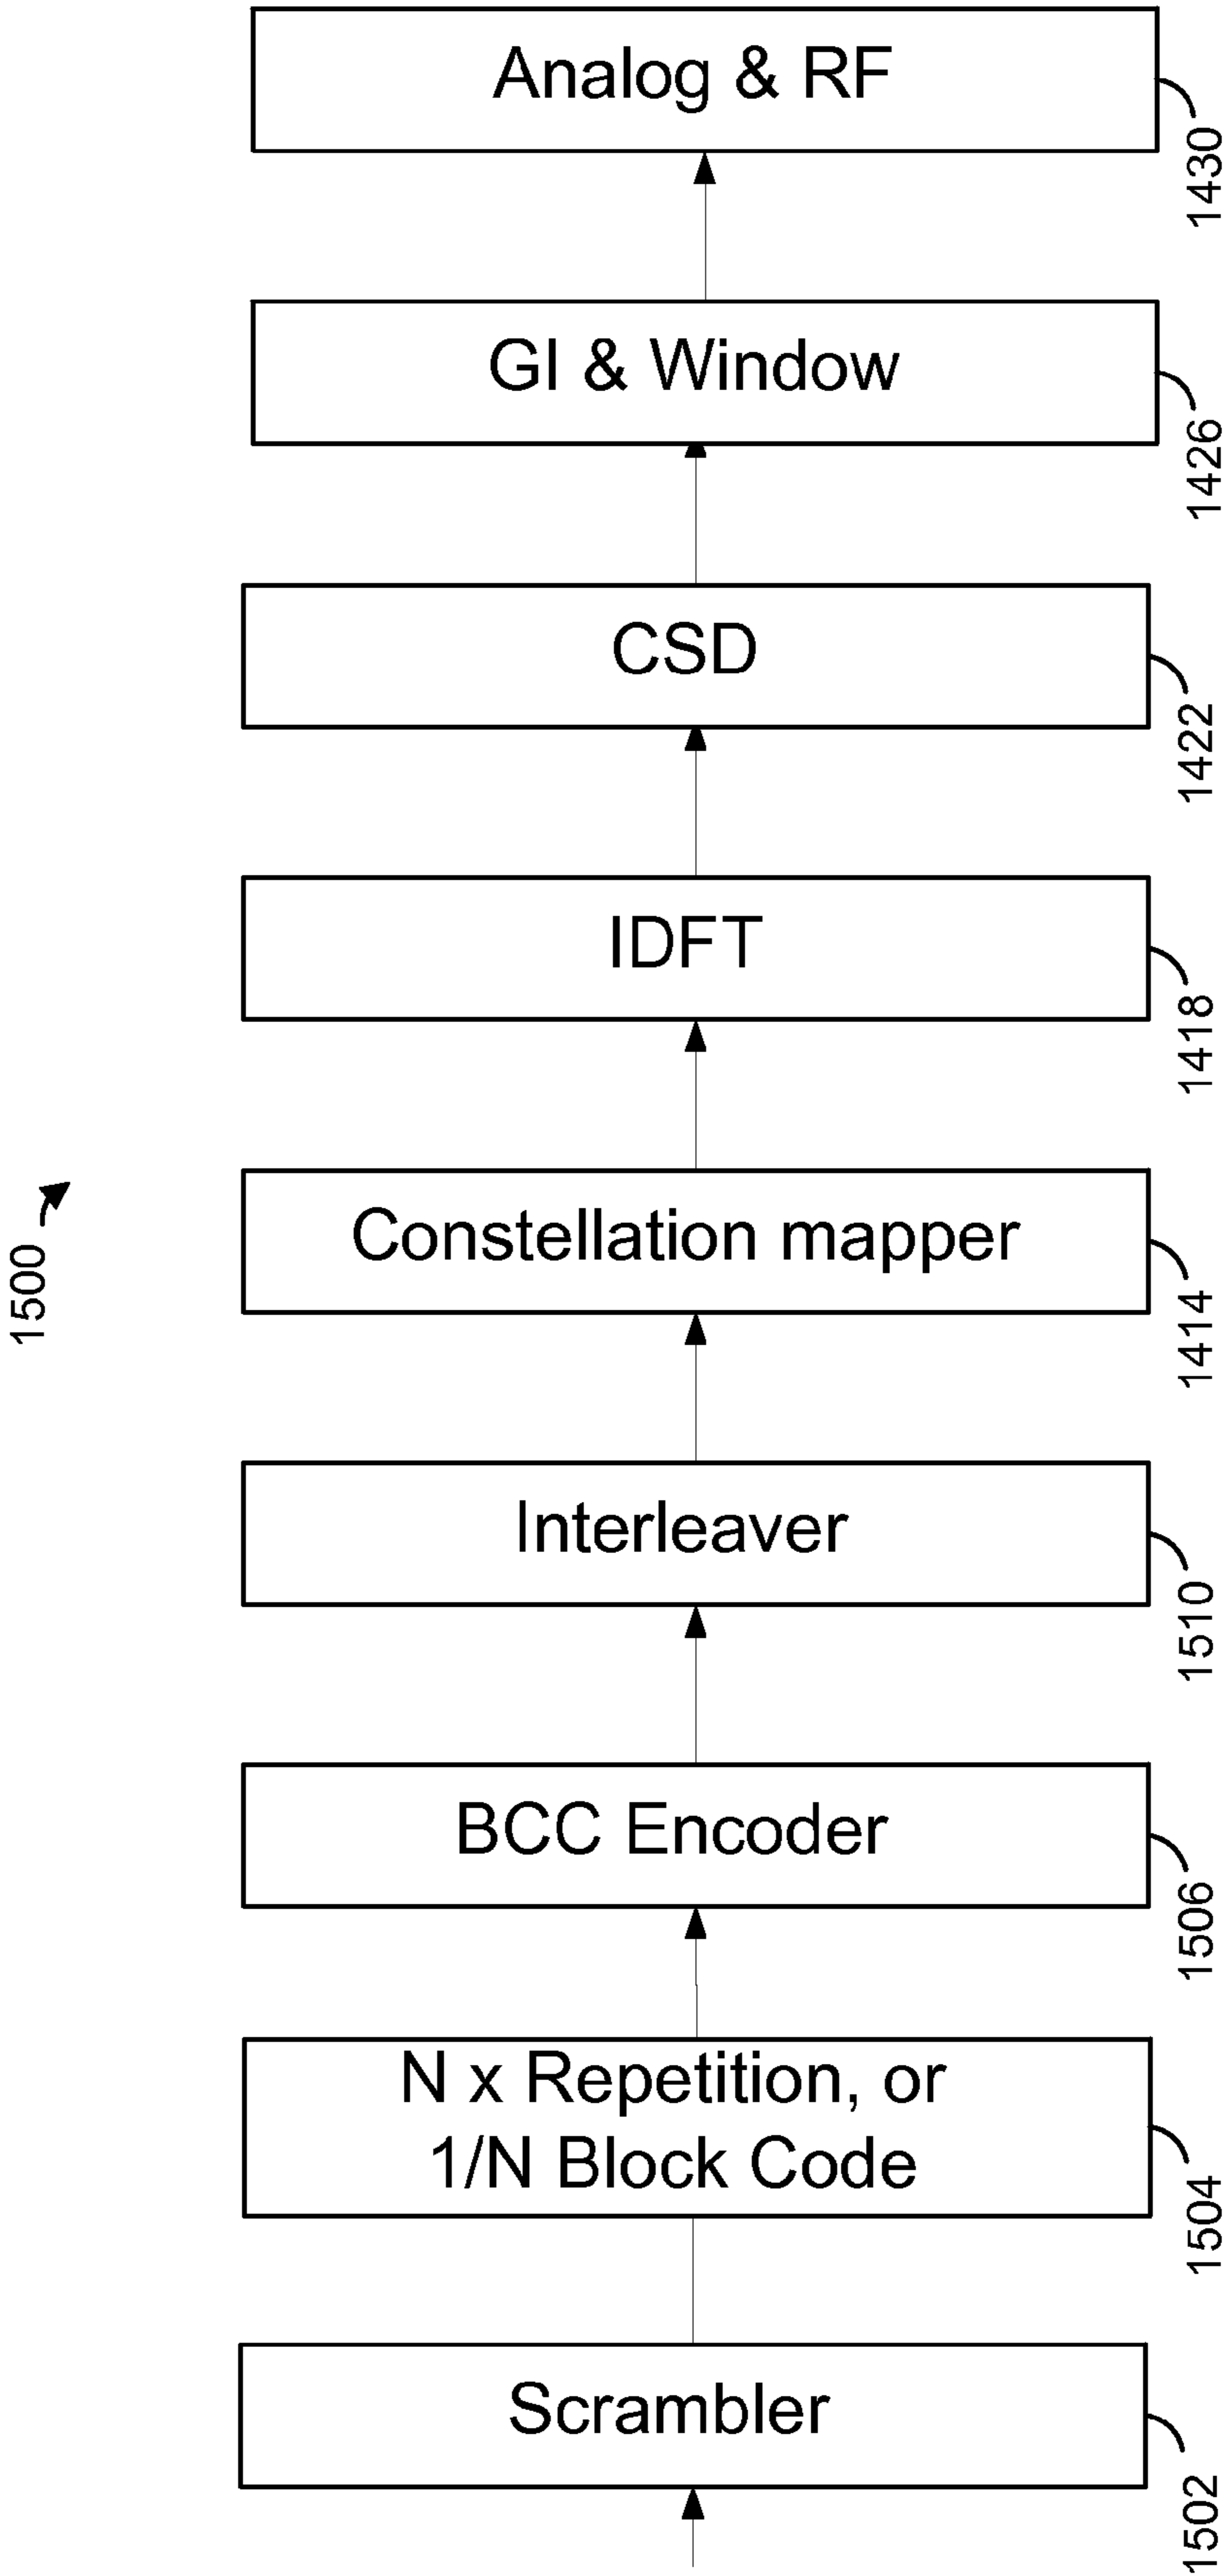 Analog & RF
1430
GI & Window
1426
CSD
1422
IDFT
1418
1500
Constellation mapper
1414
Interleaver
1510
BCC Encoder
1506
N x Repetition, or
1/N Block Code
1504
Scrambler
1502